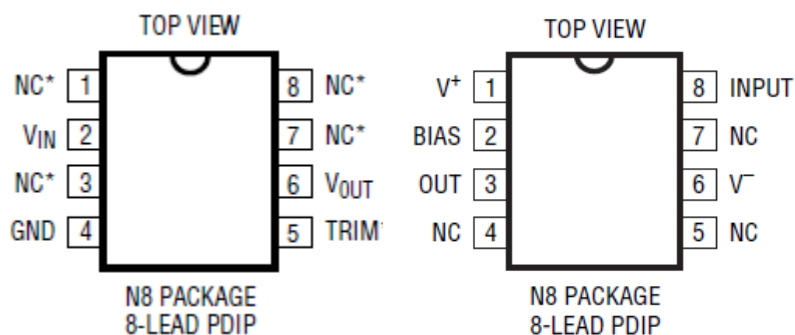 TOP VIEW
NC* 1 8 NC*
VIN 2 7 NC*
NC* 3 6 VOUT
GND 4 5 TRIM*
N8 PACKAGE
8-LEAD PDIP
TOP VIEW
V+ 1 8 INPUT
BIAS 2 7 NC
OUT 3 6 V−
NC 4 5 NC
N8 PACKAGE
8-LEAD PDIP